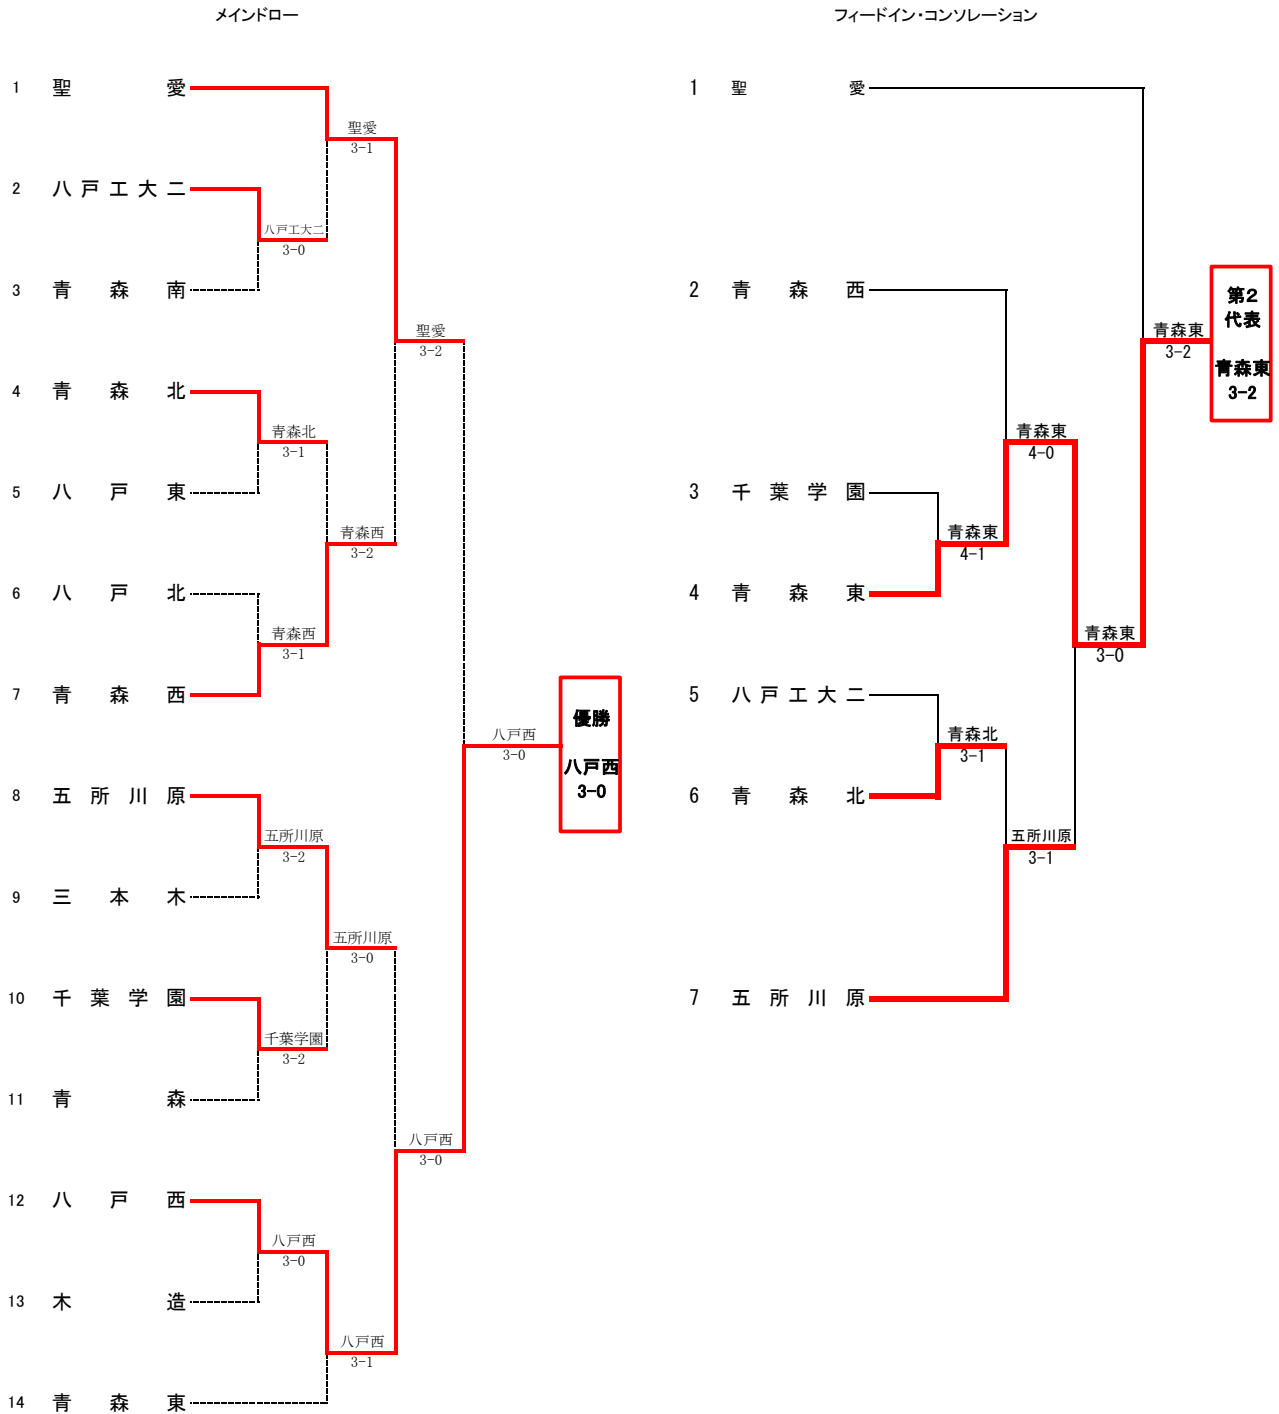 メインドロー
1 聖愛
2 八戸工大二
3 青森南
4 青森北
5 八戸東
6 八戸北
7 青森西
8 五所川原
9 三本木
10 千葉学園
11 青森
12 八戸西
13 木造
14 青森東
八戸工大二
3-0
青森北
3-1
青森西
3-1
五所川原
3-2
千葉学園
3-2
八戸西
3-0
聖愛
3-1
青森西
3-2
五所川原
3-0
八戸西
3-1
聖愛
3-2
八戸西
3-0
八戸西
3-0
優勝
八戸西
3-0
フィードイン・コンソレーション
1 聖愛
2 青森西
3 千葉学園
4 青森東
5 八戸工大二
6 青森北
7 五所川原
青森東
4-1
青森北
3-1
青森東
4-0
五所川原
3-1
青森東
3-0
青森東
3-2
第2
代表
青森東
3-2